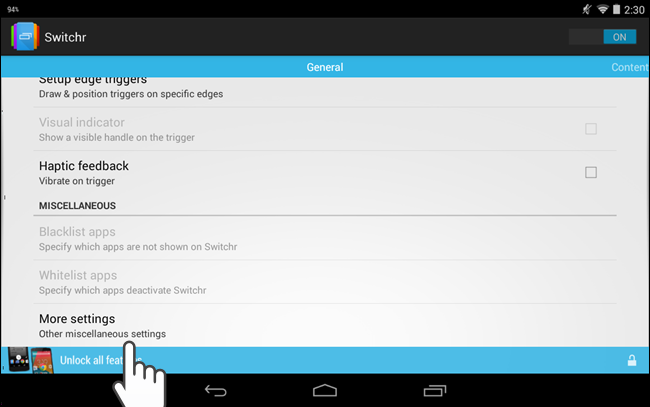 94%
2:30
Switchr
ON
General
Content
Setup edge triggers
Draw & position triggers on specific edges
Visual indicator
Show a visible handle on the trigger
Haptic feedback
Vibrate on trigger
MISCELLANEOUS
Blacklist apps
Specify which apps are not shown on Switchr
Whitelist apps
Specify which apps deactivate Switchr
More settings
Other miscellaneous settings
Unlock all features